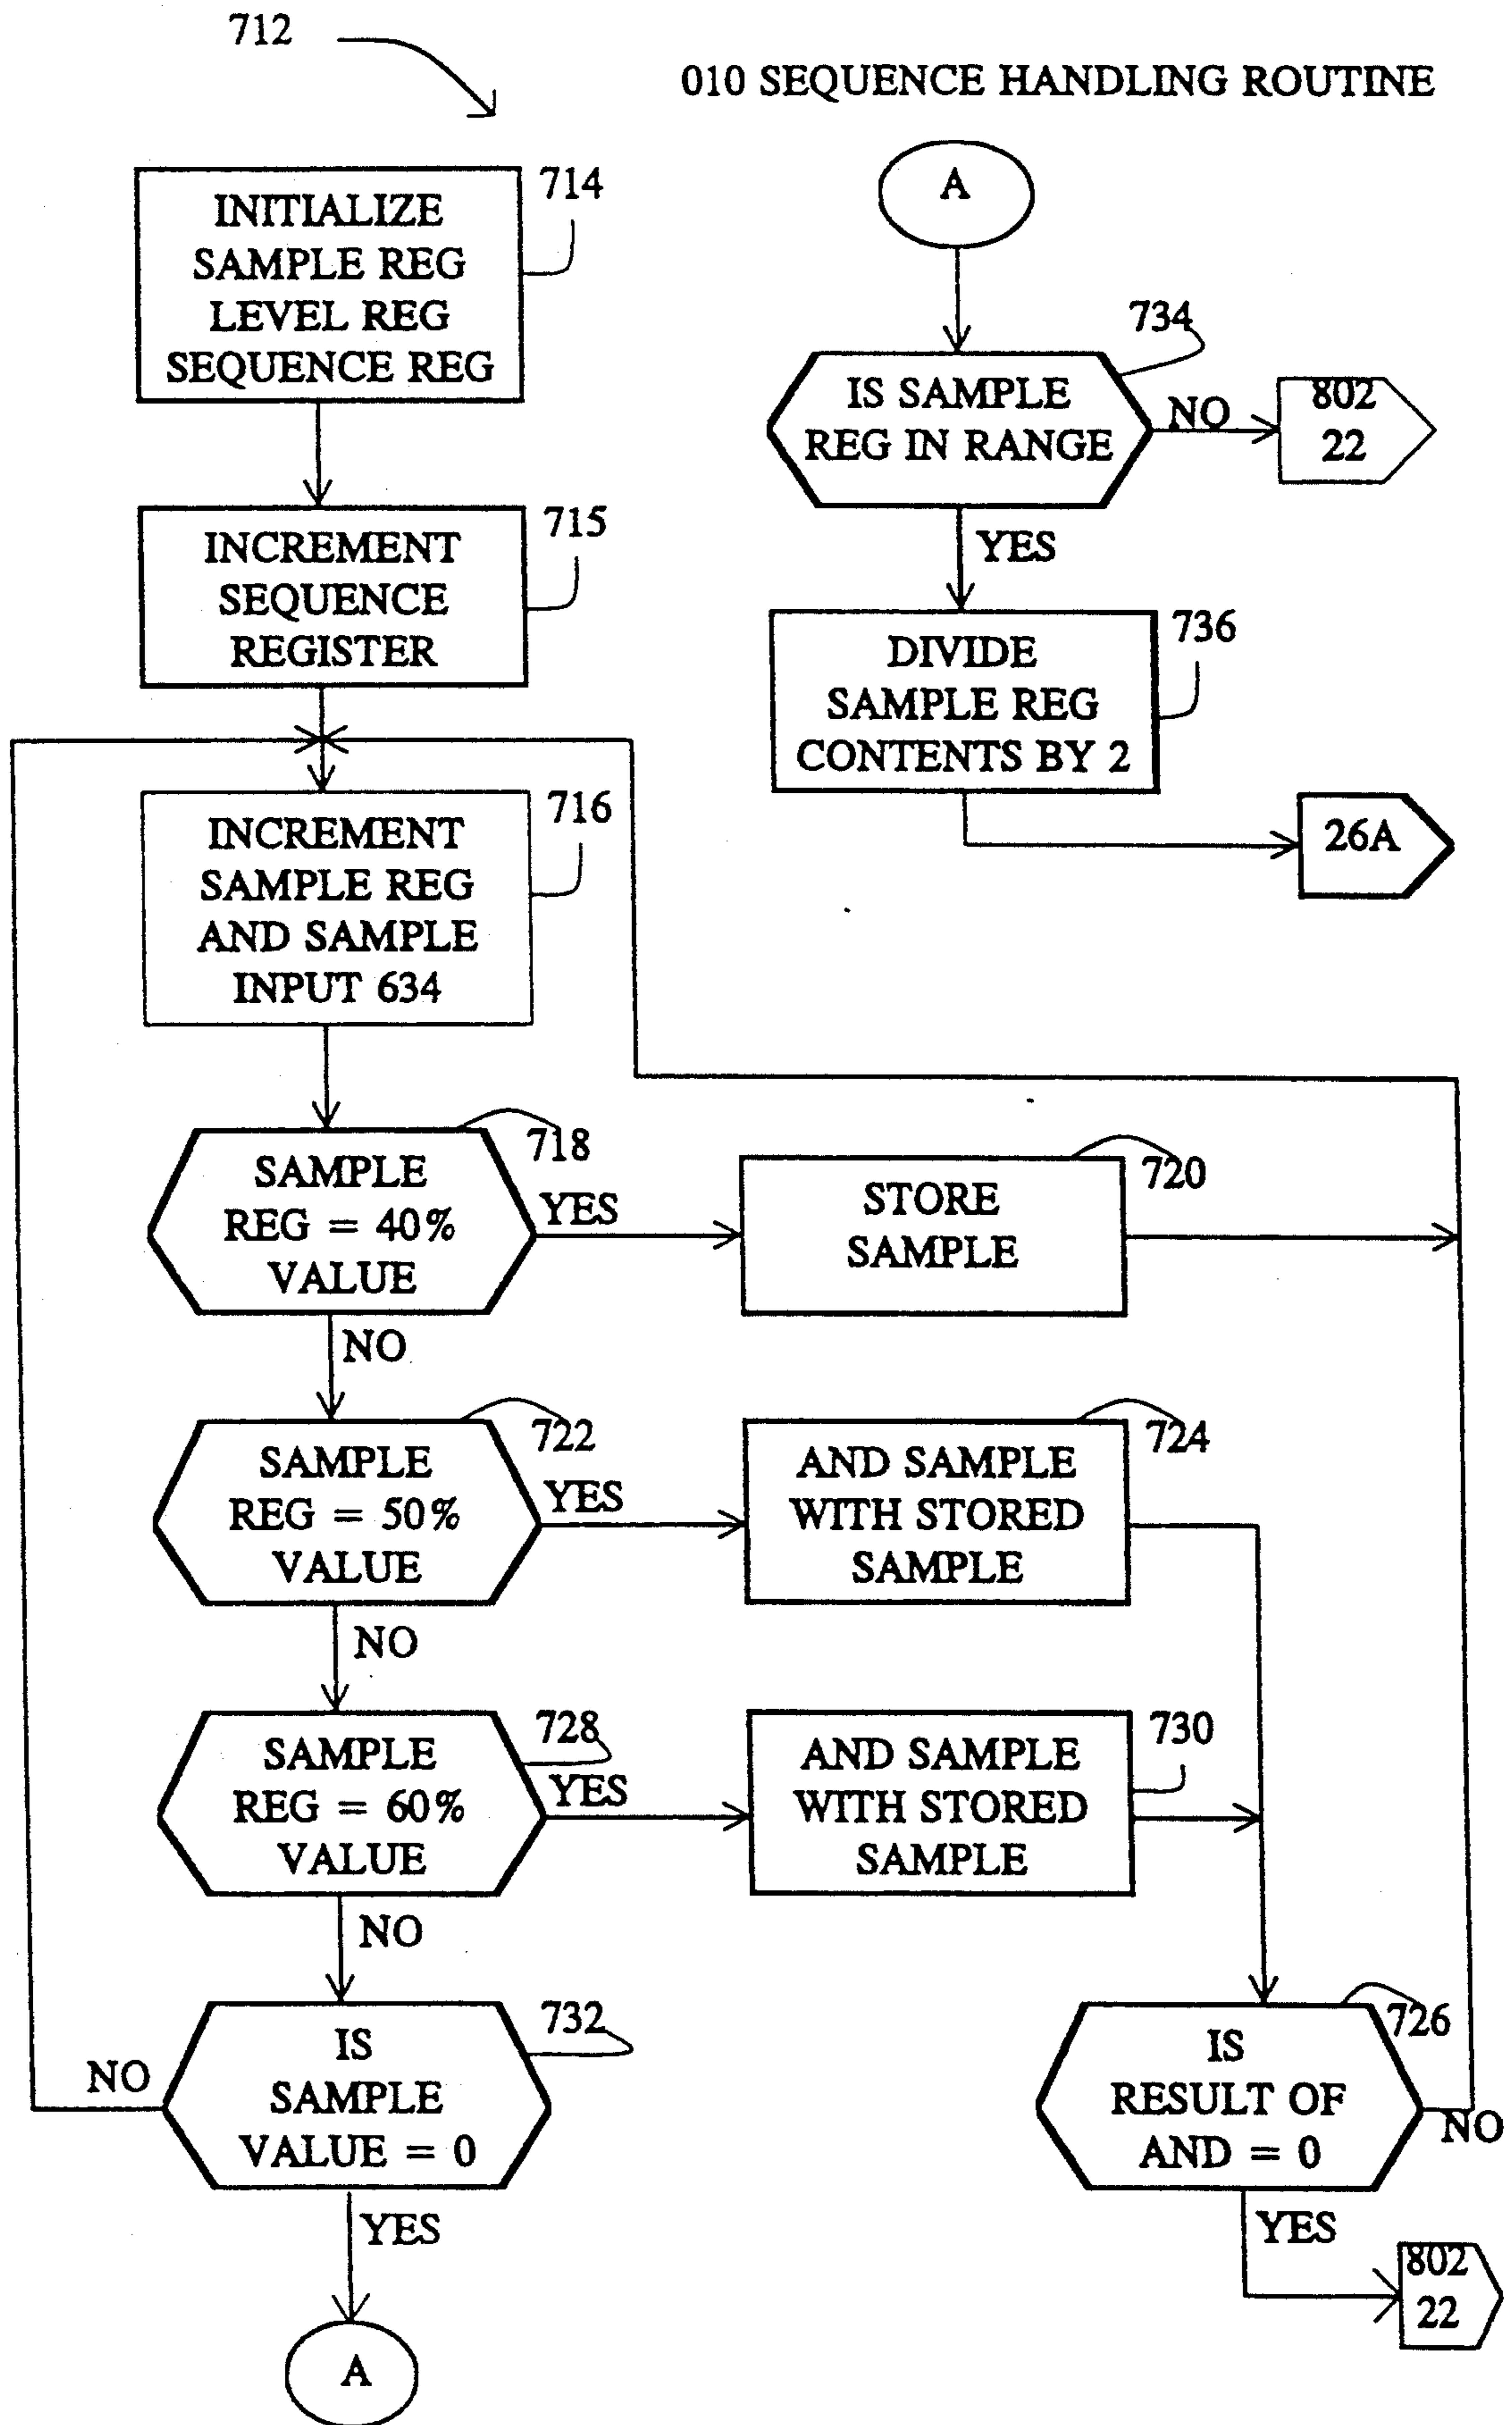 712
010 SEQUENCE HANDLING ROUTINE
714
INITIALIZE
SAMPLE REG
LEVEL REG
SEQUENCE REG
715
INCREMENT
SEQUENCE
REGISTER
716
INCREMENT
SAMPLE REG
AND SAMPLE
INPUT 634
718
SAMPLE
REG = 40%
VALUE
YES
720
STORE
SAMPLE
NO
722
SAMPLE
REG = 50%
VALUE
YES
724
AND SAMPLE
WITH STORED
SAMPLE
NO
728
SAMPLE
REG = 60%
VALUE
YES
730
AND SAMPLE
WITH STORED
SAMPLE
NO
732
IS
SAMPLE
VALUE = 0
NO
YES
A
726
IS
RESULT OF
AND = 0
NO
YES
802
22
A
734
IS SAMPLE
REG IN RANGE
NO
802
22
YES
736
DIVIDE
SAMPLE REG
CONTENTS BY 2
26A